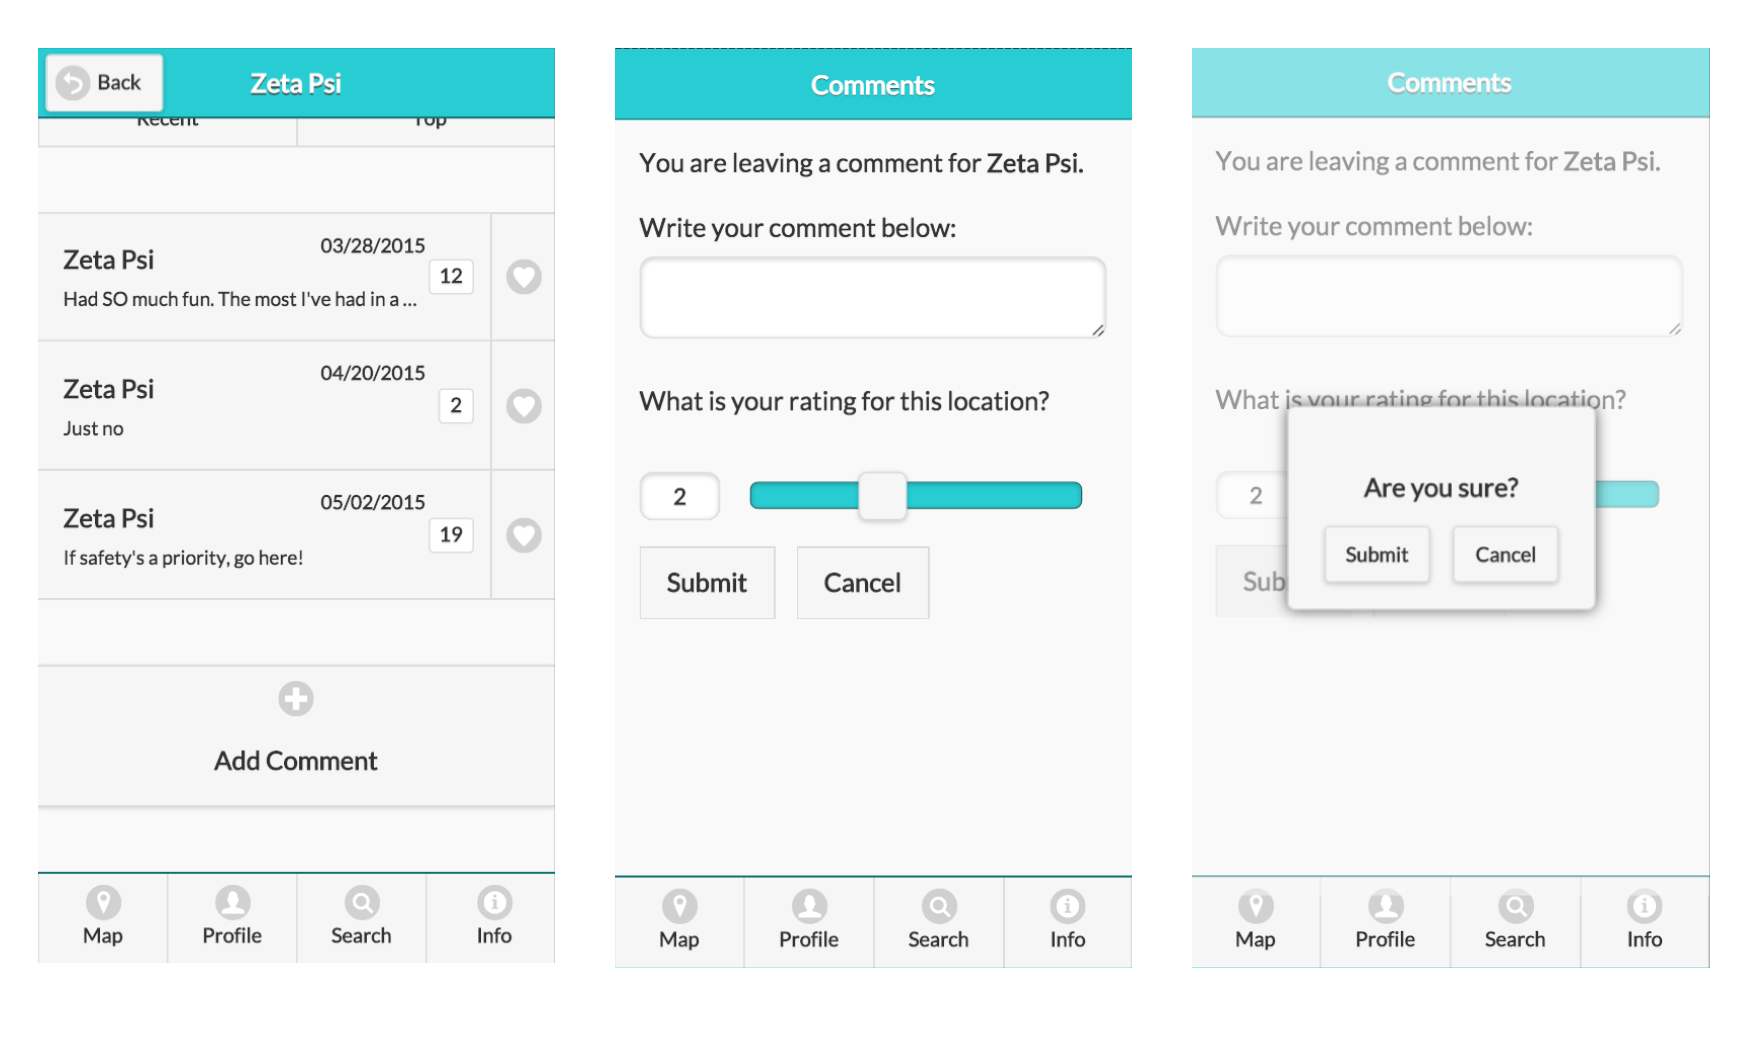 Back
Zeta Psi
Recent
Top
Zeta Psi
03/28/2015
12
Had SO much fun. The most I've had in a ...
Zeta Psi
04/20/2015
2
Just no
Zeta Psi
05/02/2015
19
If safety's a priority, go here!
Add Comment
Map
Profile
Search
Info
Comments
You are leaving a comment for Zeta Psi.
Write your comment below:
What is your rating for this location?
2
Submit
Cancel
Map
Profile
Search
Info
Comments
You are leaving a comment for Zeta Psi.
Write your comment below:
What is your rating for this location?
2
Sub
Are you sure?
Submit
Cancel
Map
Profile
Search
Info